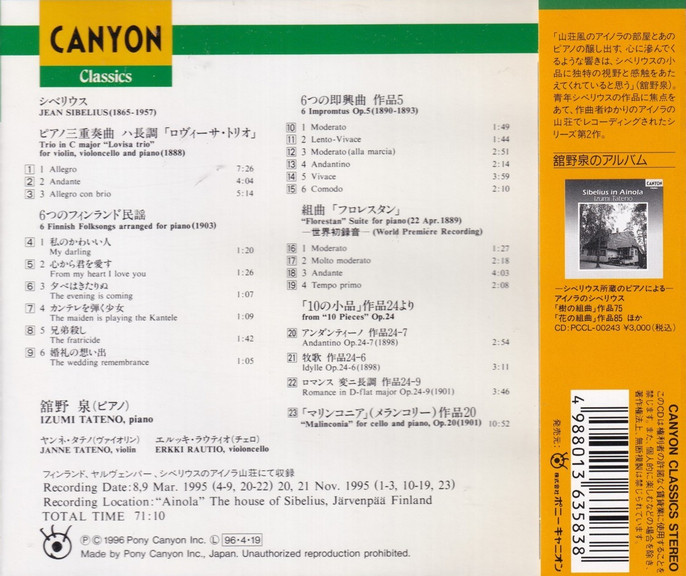 CANYON
Classics
シベリウス
JEAN SIBELIUS(1865-1957)
ピアノ三重奏曲 ハ長調「ロヴィーサ・トリオ」
Trio in C major "Lovisa trio"
for violin, violoncello and piano(1888)
1 1 Allegro 7:26
2 2 Andante 4:04
3 3 Allegro con brio 5:14
6つのフィンランド民謡
6 Finnish Folksongs arranged for piano(1903)
4 1 私のかわいい人
My darling 1:20
5 2 心から君を愛す
From my heart I love you 1:26
6 3 夕べはきたりぬ
The evening is coming 1:07
7 4 カンテレを弾く少女
The maiden is playing the Kantele 1:09
8 5 兄弟殺し
The fratricide 1:42
9 6 婚礼の想い出
The wedding remembrance 1:05
舘野 泉(ピアノ)
IZUMI TATENO, piano
ヤンネ・タテノ(ヴァイオリン)
JANNE TATENO, violin
エルッキ・ラウティオ(チェロ)
ERKKI RAUTIO, violoncello
6つの即興曲 作品5
6 Impromtus Op.5(1890-1893)
10 1 Moderato 1:49
11 2 Lento-Vivace 1:44
12 3 Moderato(alla marcia) 2:51
13 4 Andantino 2:14
14 5 Vivace 3:59
15 6 Comodo 2:10
組曲「フロレスタン」
"Florestan" Suite for piano(22 Apr. 1889)
—世界初録音— (World Première Recording)
16 1 Moderato 1:27
17 2 Molto moderato 2:18
18 3 Andante 4:03
19 4 Tempo primo 2:08
「10の小品」作品24より
from "10 Pieces" Op.24
20 アンダンティーノ 作品24-7
Andantino Op.24-7(1898) 2:54
21 牧歌 作品24-6
Idylle Op.24-6(1898) 3:11
22 ロマンス 変ニ長調 作品24-9
Romance in D-flat major Op.24-9(1901) 3:46
23 「マリンコニア」(メランコリー)作品20
"Malinconia" for cello and piano, Op.20(1901) 10:52
フィンランド、ヤルヴェンパー、シベリウスのアイノラ山荘にて収録
Recording Date:8,9 Mar. 1995 (4-9, 20-22) 20, 21 Nov. 1995 (1-3, 10-19, 23)
Recording Location:"Ainola" The house of Sibelius, Järvenpää Finland
TOTAL TIME 71:10
Ⓟ©1996 Pony Canyon Inc. Ⓛ 96・4・19
Made by Pony Canyon Inc., Japan. Unauthorized reproduction prohibited.
「山荘風のアイノラの部屋とあの
ピアノの醸し出す、心に滲んでく
るような響きは、シベリウスの小
品に独特の視野と感触をあた
えてくれていると思う」(舘野泉)。
青年シベリウスの作品に焦点を
あて、作曲者ゆかりのアイノラの
山荘でレコーディングされたシ
リーズ第2作。
舘野泉のアルバム
CANYON
Sibelius in Ainola
Izumi Tateno
—シベリウス所蔵のピアノによる—
アイノラのシベリウス
「樹の組曲」作品75
「花の組曲」作品85 ほか
CD:PCCL-00243 ¥3,000(税込)
CANYON CLASSICS STEREO
このCDは権利者の許諾なく賃貸業に使用することを
禁じます。また、個人的に楽しむなどの場合を除き、
著作権法上、無断複製は禁じられています。
4988013635838
発売元:
株式会社 ポニーキャニオン